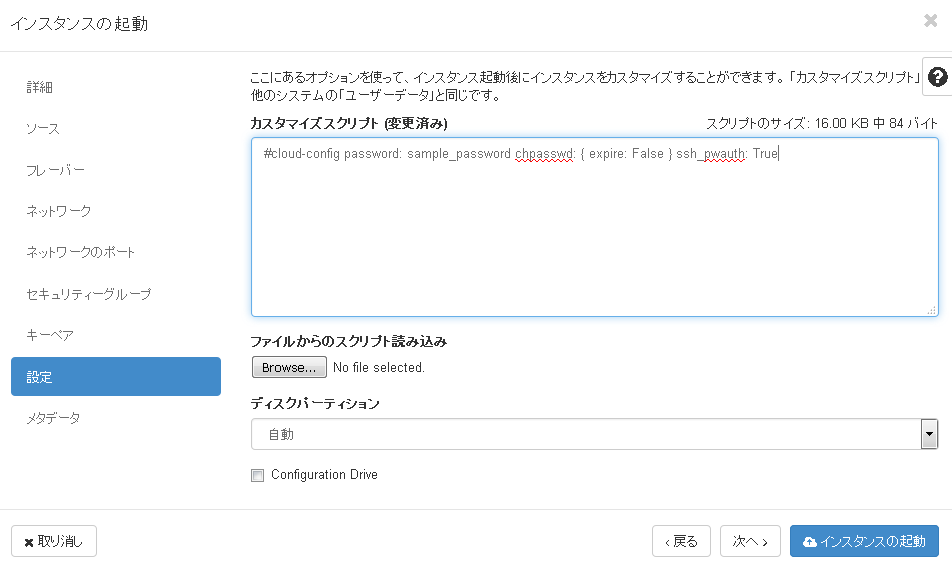 インスタンスの起動
×
詳細
ソース
フレーバー
ネットワーク
ネットワークのポート
セキュリティーグループ
キーペア
設定
メタデータ
ここにあるオプションを使って、インスタンス起動後にインスタンスをカスタマイズすることができます。「カスタマイズスクリプト」
他のシステムの「ユーザーデータ」と同じです。
?
カスタマイズスクリプト (変更済み)
スクリプトのサイズ: 16.00 KB 中 84 バイト
#cloud-config password: sample_password chpasswd: { expire: False } ssh_pwauth: True
ファイルからのスクリプト読み込み
Browse... No file selected.
ディスクパーティション
自動
Configuration Drive
×取り消し
‹ 戻る
次へ ›
インスタンスの起動